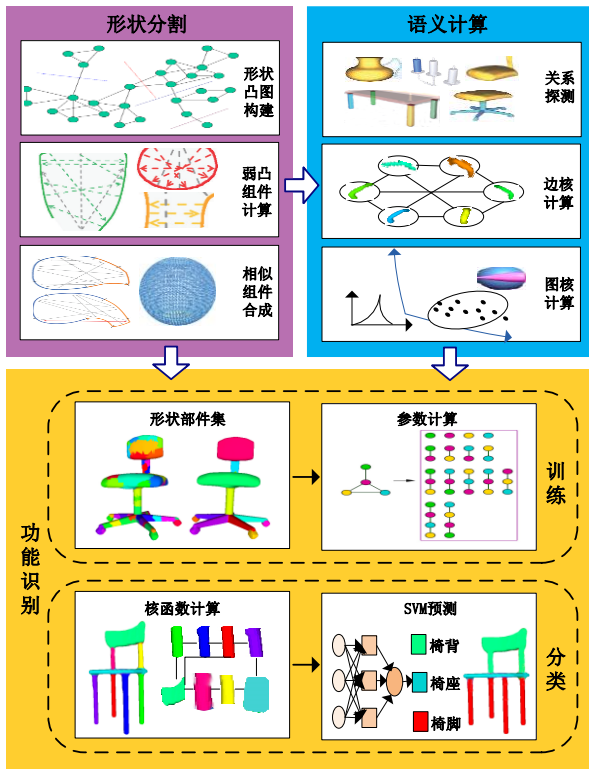 形状分割
形状
凸图
构建
弱凸
组件
计算
相似
组件
合成
语义计算
关系
探测
边核
计算
图核
计算
功能识别
形状部件集
参数计算
训练
核函数计算
SVM预测
椅背
椅座
椅脚
分类